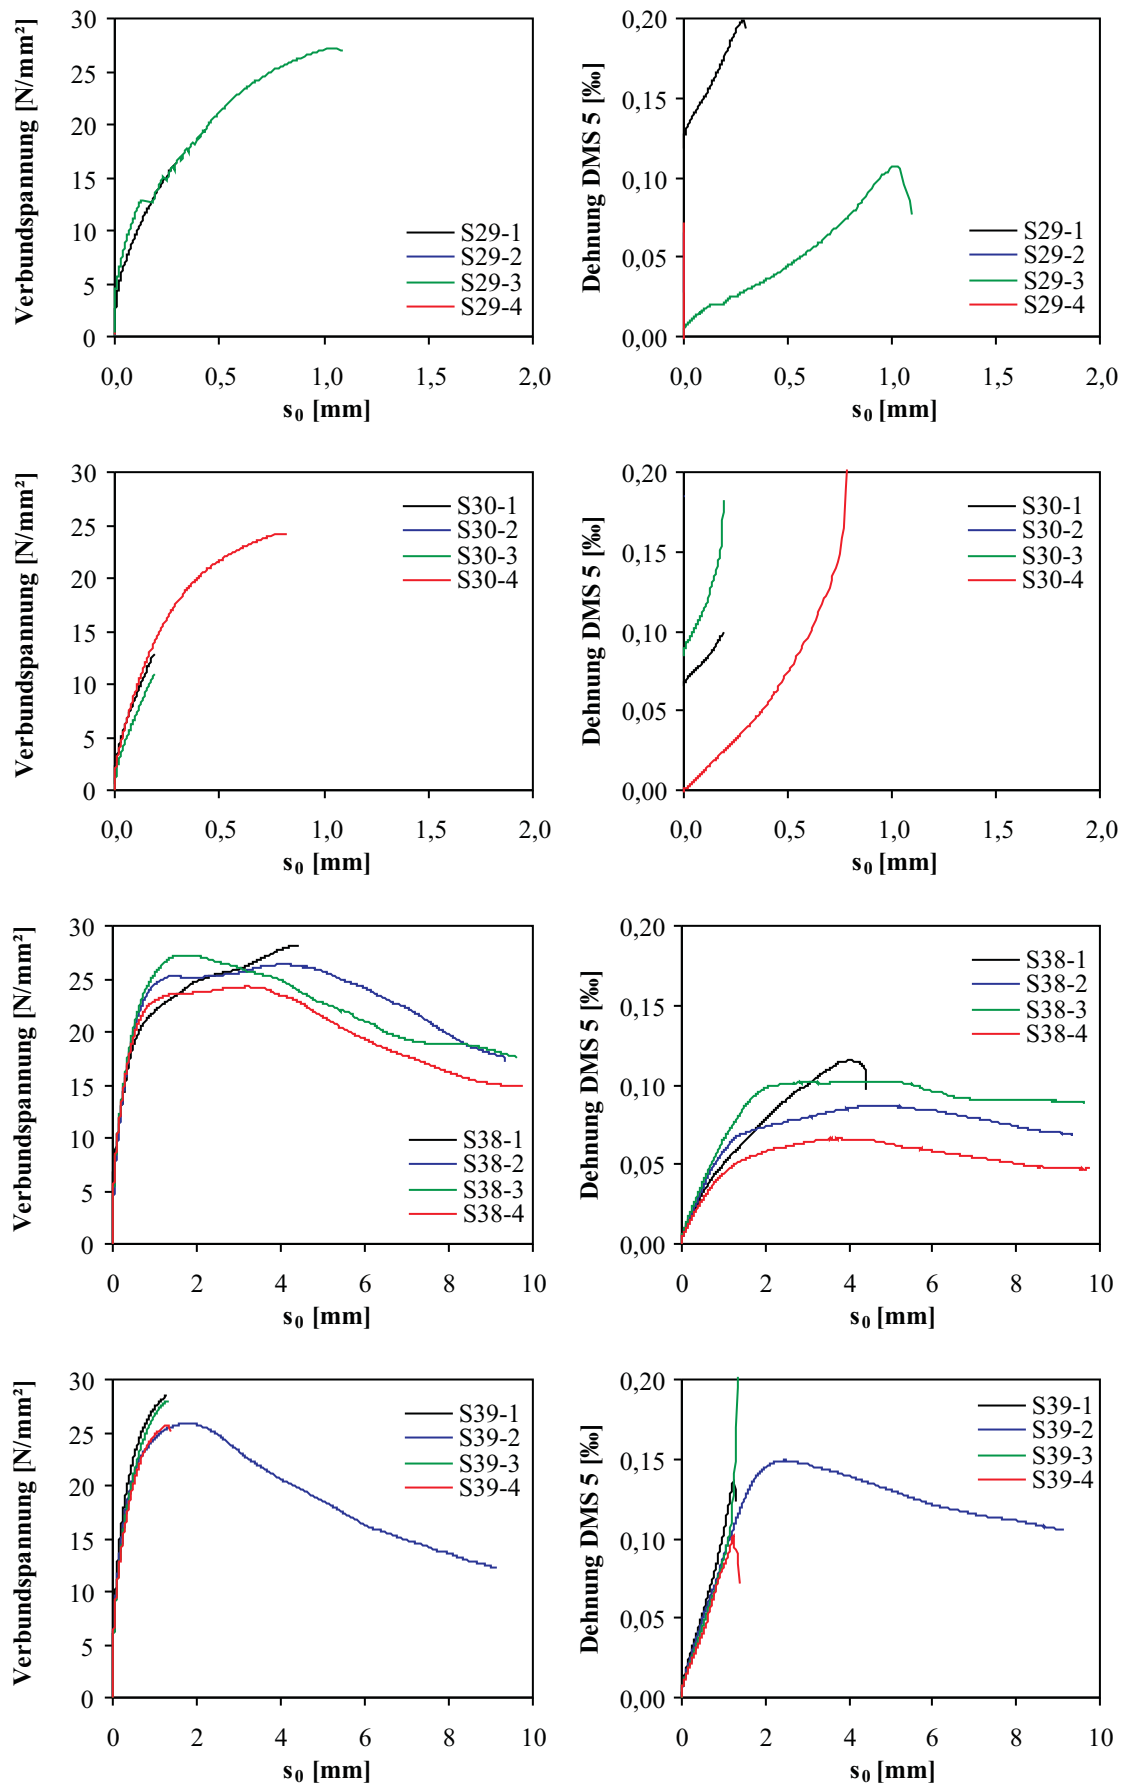 Verbundspannung [N/mm²]
30
25
20
15
10
5
0
S29-1
S29-2
S29-3
S29-4
0,0 0,5 1,0 1,5 2,0
s₀ [mm]
Dehnung DMS 5 [‰]
0,20
0,15
0,10
0,05
0,00
S29-1
S29-2
S29-3
S29-4
0,0 0,5 1,0 1,5 2,0
s₀ [mm]
Verbundspannung [N/mm²]
30
25
20
15
10
5
0
S30-1
S30-2
S30-3
S30-4
0,0 0,5 1,0 1,5 2,0
s₀ [mm]
Dehnung DMS 5 [‰]
0,20
0,15
0,10
0,05
0,00
S30-1
S30-2
S30-3
S30-4
0,0 0,5 1,0 1,5 2,0
s₀ [mm]
Verbundspannung [N/mm²]
30
25
20
15
10
5
0
S38-1
S38-2
S38-3
S38-4
0 2 4 6 8 10
s₀ [mm]
Dehnung DMS 5 [‰]
0,20
0,15
0,10
0,05
0,00
S38-1
S38-2
S38-3
S38-4
0 2 4 6 8 10
s₀ [mm]
Verbundspannung [N/mm²]
30
25
20
15
10
5
0
S39-1
S39-2
S39-3
S39-4
0 2 4 6 8 10
s₀ [mm]
Dehnung DMS 5 [‰]
0,20
0,15
0,10
0,05
0,00
S39-1
S39-2
S39-3
S39-4
0 2 4 6 8 10
s₀ [mm]